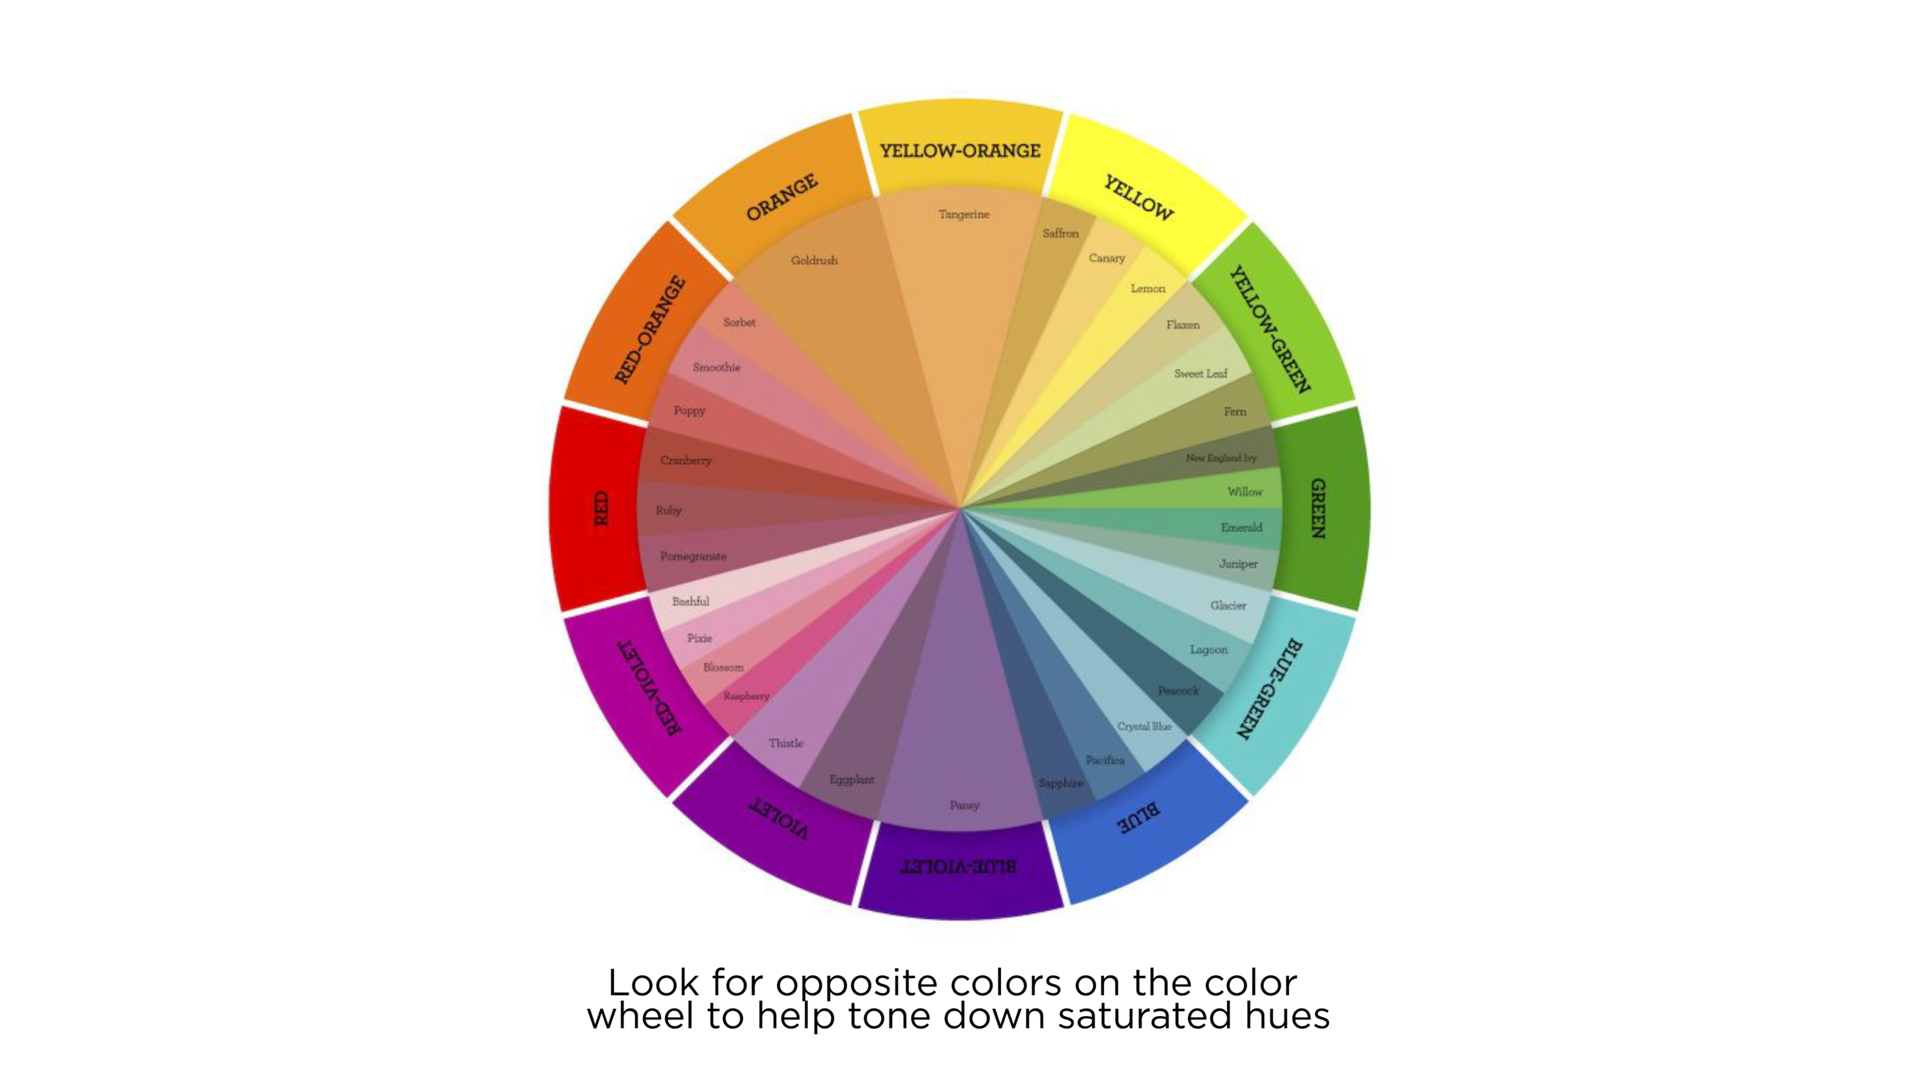 YELLOW-ORANGE
YELLOW
YELLOW-GREEN
GREEN
BLUE-GREEN
BLUE
BLUE-VIOLET
VIOLET
RED-VIOLET
RED
RED-ORANGE
ORANGE
Tangerine
Saffron
Canary
Lemon
Flaxen
Sweet Leaf
Fern
New England Ivy
Willow
Emerald
Juniper
Glacier
Lagoon
Peacock
Crystal Blue
Pacifica
Sapphire
Pansy
Eggplant
Thistle
Raspberry
Blossom
Pixie
Bashful
Pomegranate
Ruby
Cranberry
Poppy
Smoothie
Sorbet
Goldrush
Look for opposite colors on the color
wheel to help tone down saturated hues